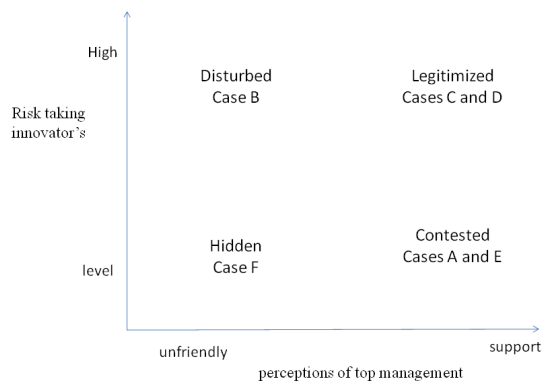 High
Disturbed
Case B
Legitimized
Cases C and D
Risk taking
innovator’s
Hidden
Case F
Contested
Cases A and E
level
unfriendly
support
perceptions of top management